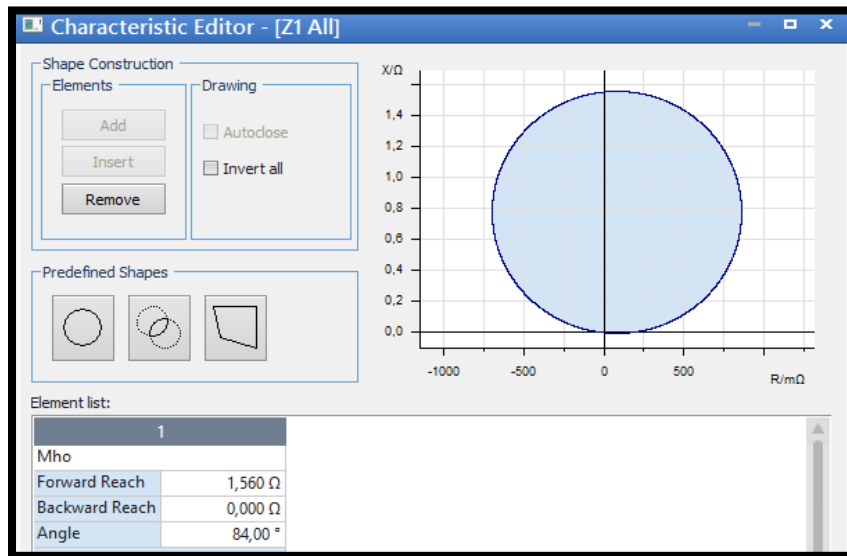 Characteristic Editor - [Z1 All]
Shape Construction
Elements
Drawing
Add
Autoclose
Insert
Invert all
Remove
Predefined Shapes
X/Ω
1,4
1,2
1,0
0,8
0,6
0,4
0,2
0,0
-1000 -500 0 500
R/mΩ
Element list:
1
Mho
Forward Reach 1,560 Ω
Backward Reach 0,000 Ω
Angle 84,00 °